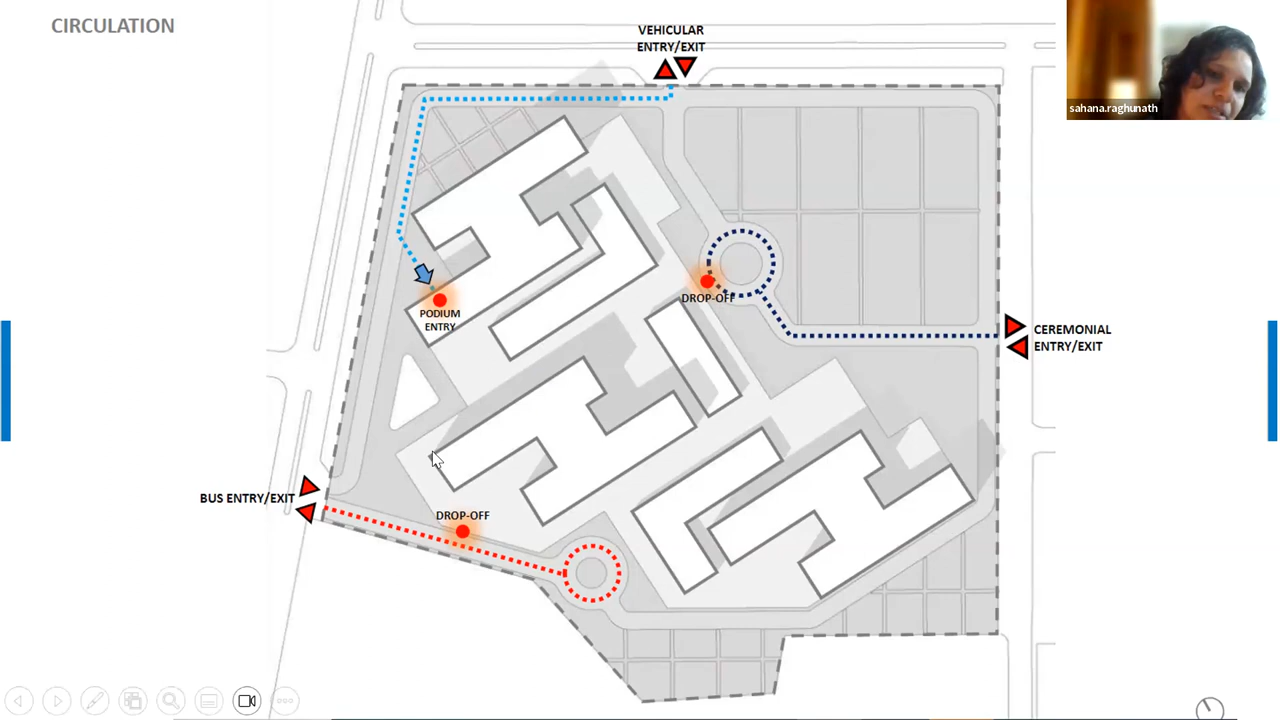 CIRCULATION
VEHICULAR
ENTRY/EXIT
sahana.raghunath
DROP-OFF
PODIUM
ENTRY
CEREMONIAL
ENTRY/EXIT
BUS ENTRY/EXIT
DROP-OFF